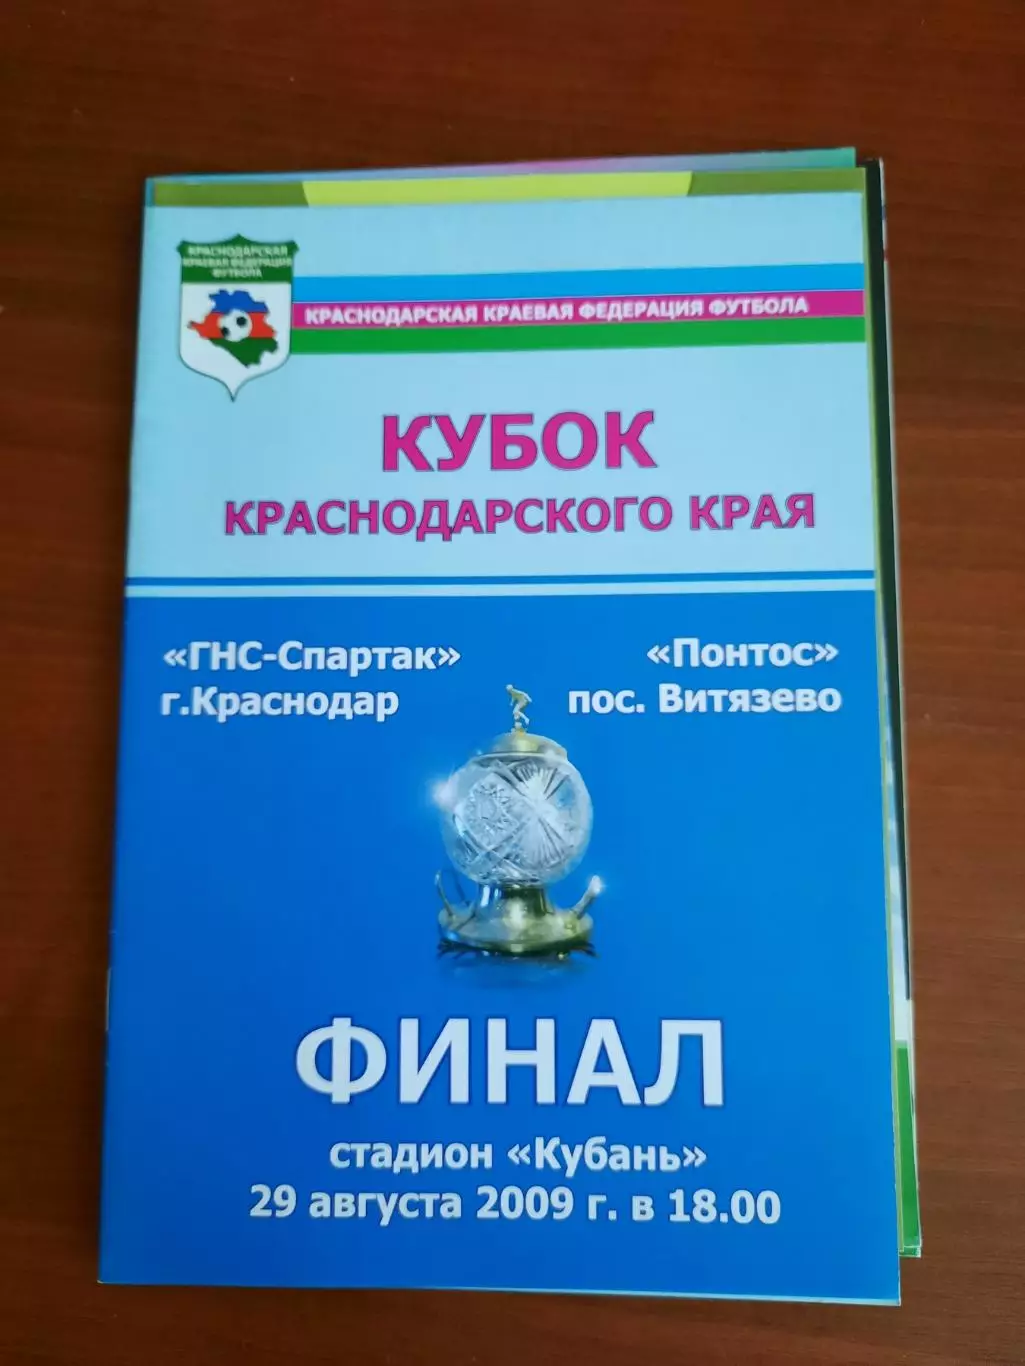 КРАСНОДАРСКАЯ
КРАЕВАЯ ФЕДЕРАЦИЯ
ФУТБОЛА
КРАСНОДАРСКАЯ КРАЕВАЯ ФЕДЕРАЦИЯ ФУТБОЛА
КУБОК
КРАСНОДАРСКОГО КРАЯ
«ГНС-Спартак» «Понтос»
г.Краснодар пос. Витязево
ФИНАЛ
стадион «Кубань»
29 августа 2009 г. в 18.00